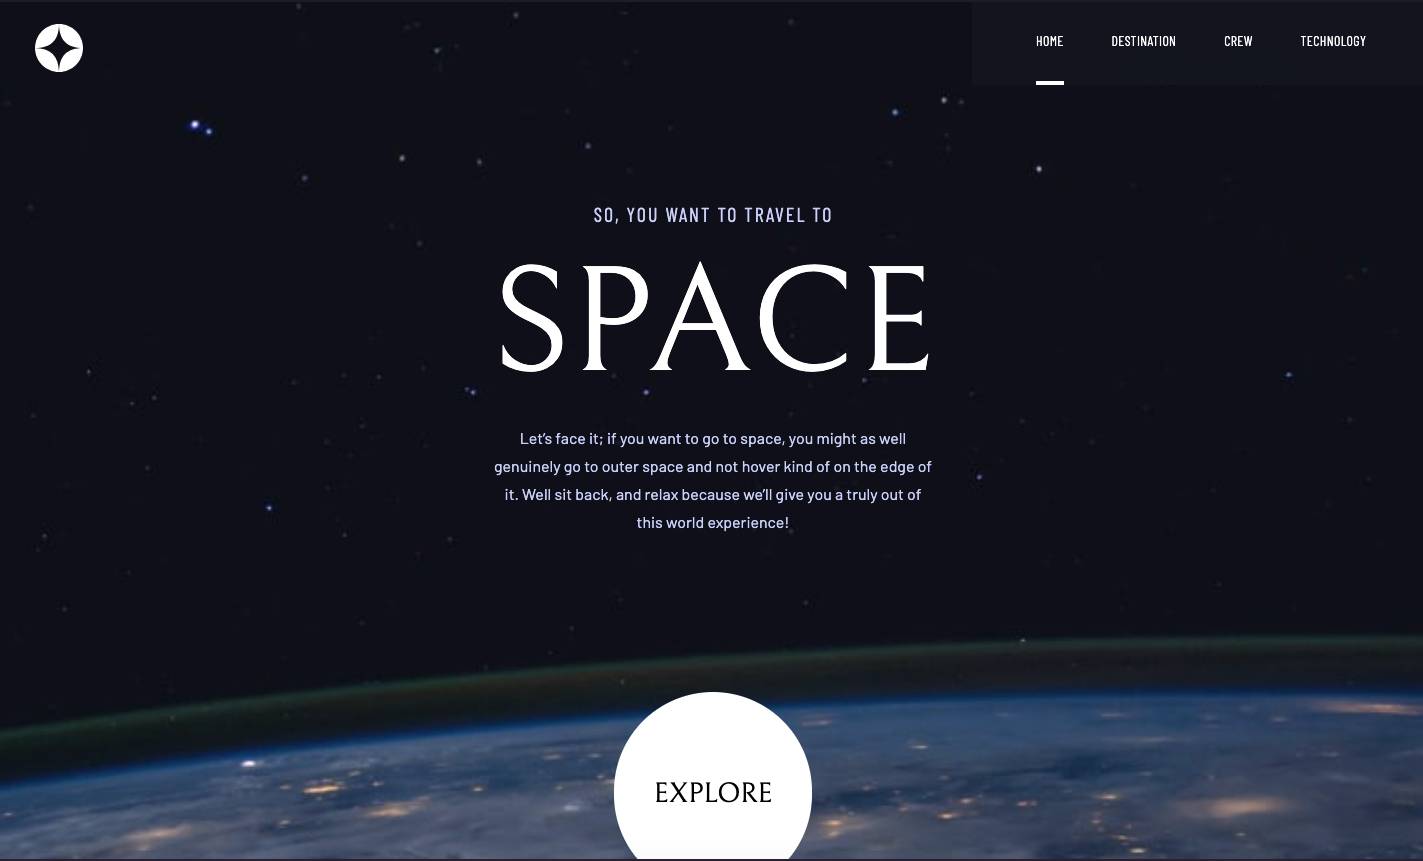 HOME DESTINATION CREW TECHNOLOGY
SO, YOU WANT TO TRAVEL TO
SPACE
Let’s face it; if you want to go to space, you might as well
genuinely go to outer space and not hover kind of on the edge of
it. Well sit back, and relax because we’ll give you a truly out of
this world experience!
EXPLORE